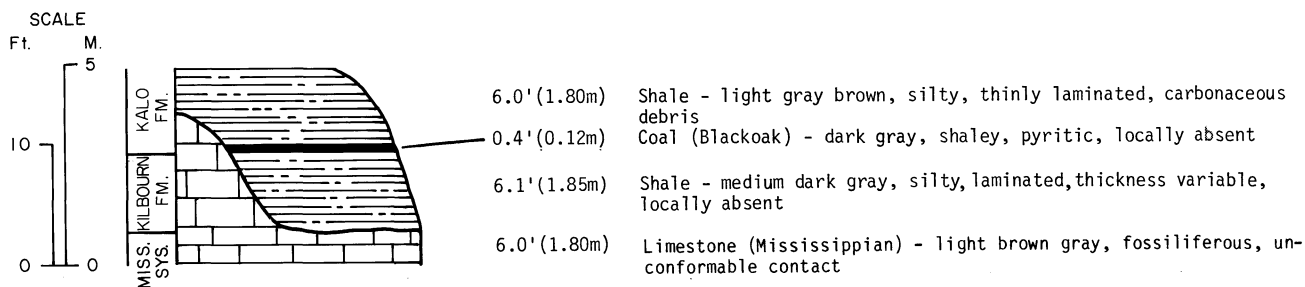 SCALE
Ft. M.
5
10
0 0
KALO FM.
KILBOURN FM.
MISS. SYS.
6.0'(1.80m) Shale - light gray brown, silty, thinly laminated, carbonaceous
debris
0.4'(0.12m) Coal (Blackoak) - dark gray, shaley, pyritic, locally absent
6.1'(1.85m) Shale - medium dark gray, silty, laminated, thickness variable,
locally absent
6.0'(1.80m) Limestone (Mississippian) - light brown gray, fossiliferous, un-
conformable contact